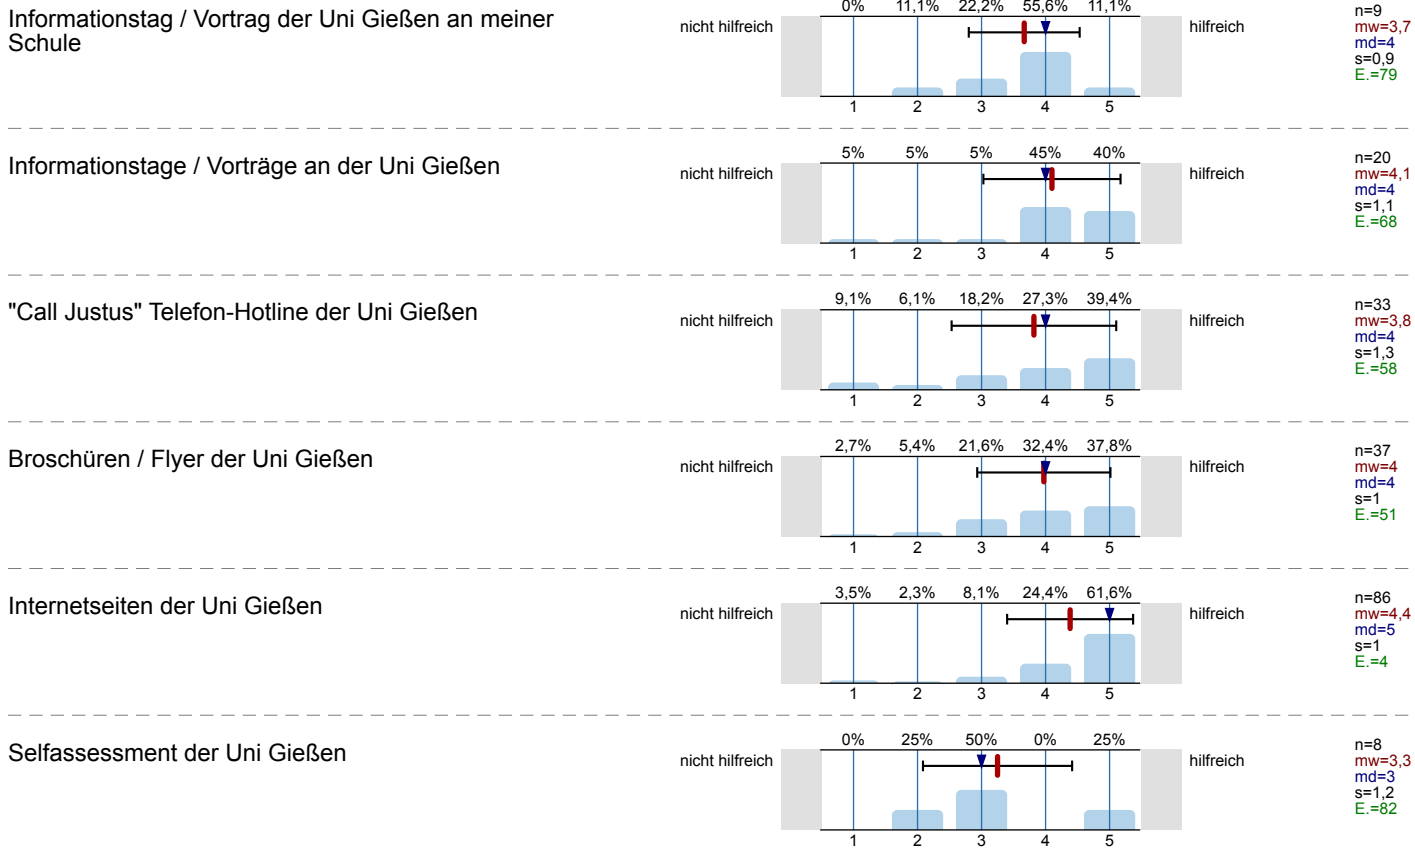 Informationstag / Vortrag der Uni Gießen an meiner
Schule
nicht hilfreich
0% 11,1% 22,2% 55,6% 11,1%
1 2 3 4 5
hilfreich
n=9
mw=3,7
md=4
s=0,9
E.=79
Informationstage / Vorträge an der Uni Gießen
nicht hilfreich
5% 5% 5% 45% 40%
1 2 3 4 5
hilfreich
n=20
mw=4,1
md=4
s=1,1
E.=68
"Call Justus" Telefon-Hotline der Uni Gießen
nicht hilfreich
9,1% 6,1% 18,2% 27,3% 39,4%
1 2 3 4 5
hilfreich
n=33
mw=3,8
md=4
s=1,3
E.=58
Broschüren / Flyer der Uni Gießen
nicht hilfreich
2,7% 5,4% 21,6% 32,4% 37,8%
1 2 3 4 5
hilfreich
n=37
mw=4
md=4
s=1
E.=51
Internetseiten der Uni Gießen
nicht hilfreich
3,5% 2,3% 8,1% 24,4% 61,6%
1 2 3 4 5
hilfreich
n=86
mw=4,4
md=5
s=1
E.=4
Selfassessment der Uni Gießen
nicht hilfreich
0% 25% 50% 0% 25%
1 2 3 4 5
hilfreich
n=8
mw=3,3
md=3
s=1,2
E.=82